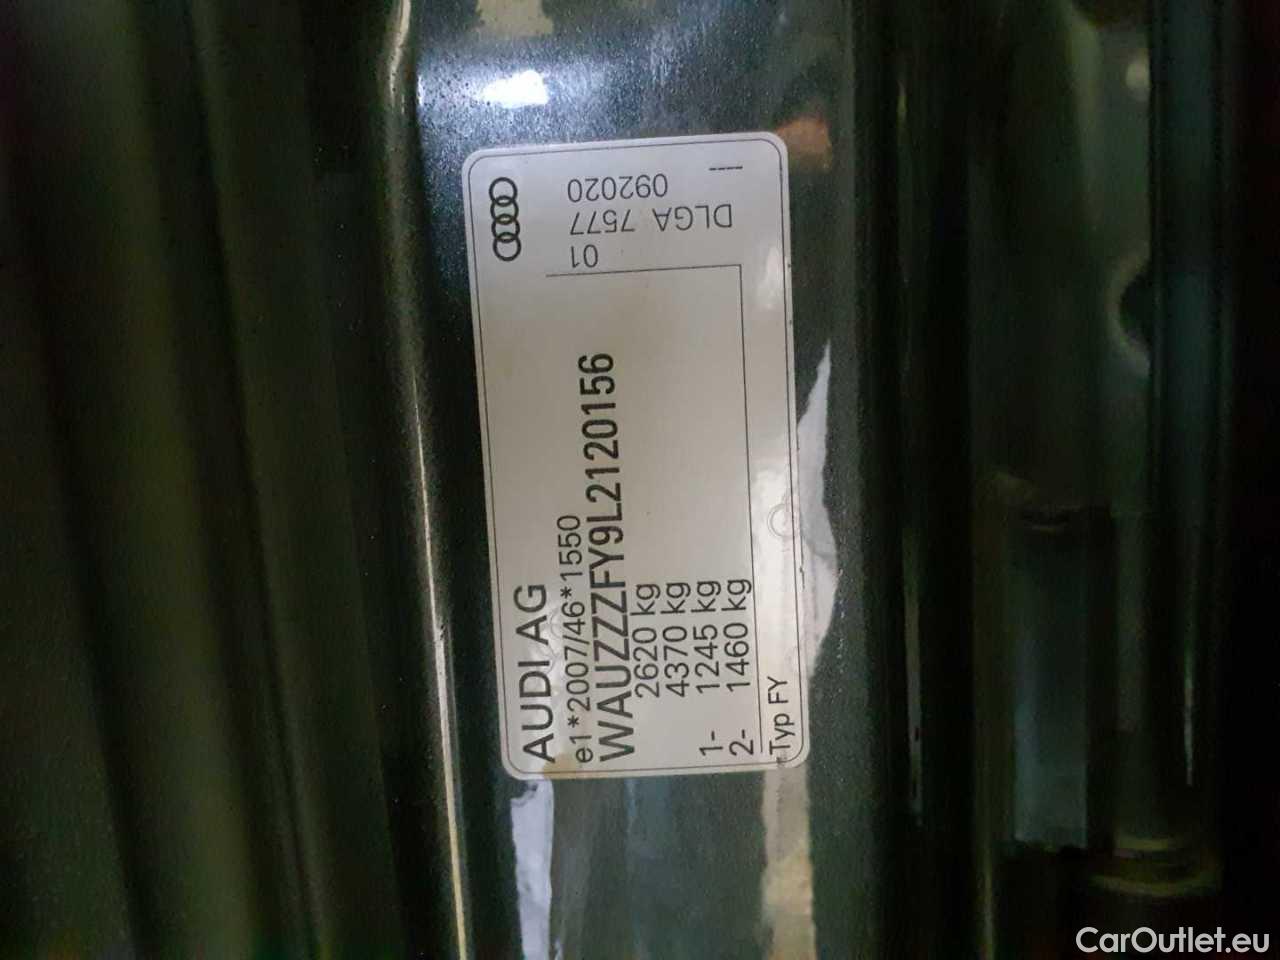 AUDI AG
e1*2007/46*1550
WAUZZZFY9L2120156
2620 kg
4370 kg
1- 1245 kg
2- 1460 kg
Typ FY
01
7577 092020
DLGA ----
CarOutlet.eu